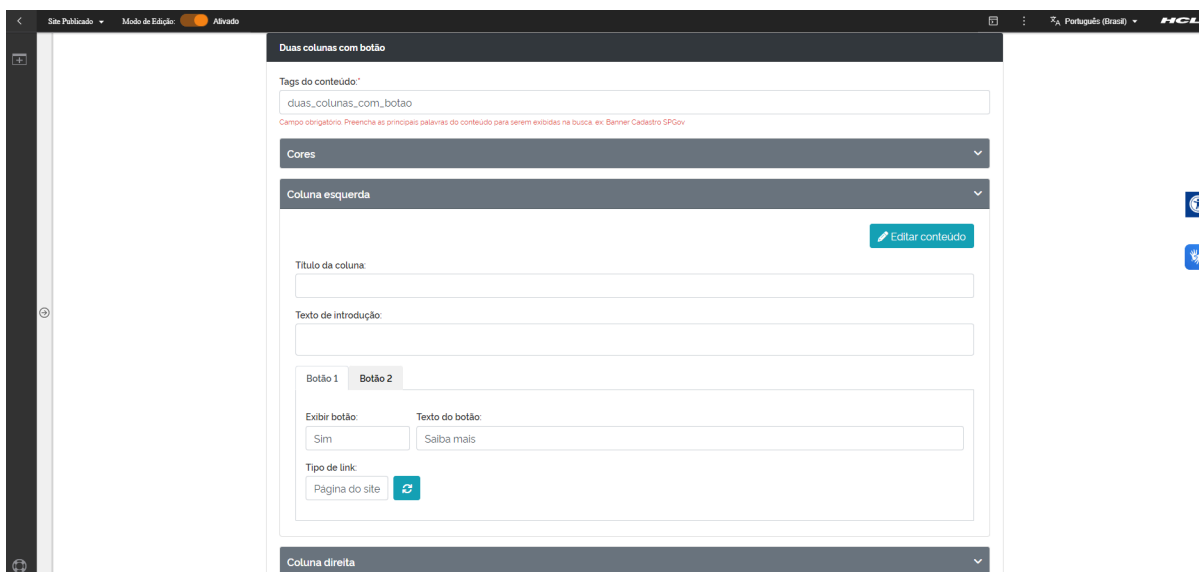 Site Publicado
Modo de Edição:
Ativado
Português (Brasil)
HCL
Duas colunas com botão
Tags do conteúdo:*
duas_colunas_com_botao
Campo obrigatório. Preencha as principais palavras do conteúdo para serem exibidas na busca. ex: Banner Cadastro SPGov
Cores
Coluna esquerda
Editar conteúdo
Título da coluna:
Texto de introdução:
Botão 1 Botão 2
Exibir botão: Texto do botão:
Sim Saiba mais
Tipo de link:
Página do site
Coluna direita